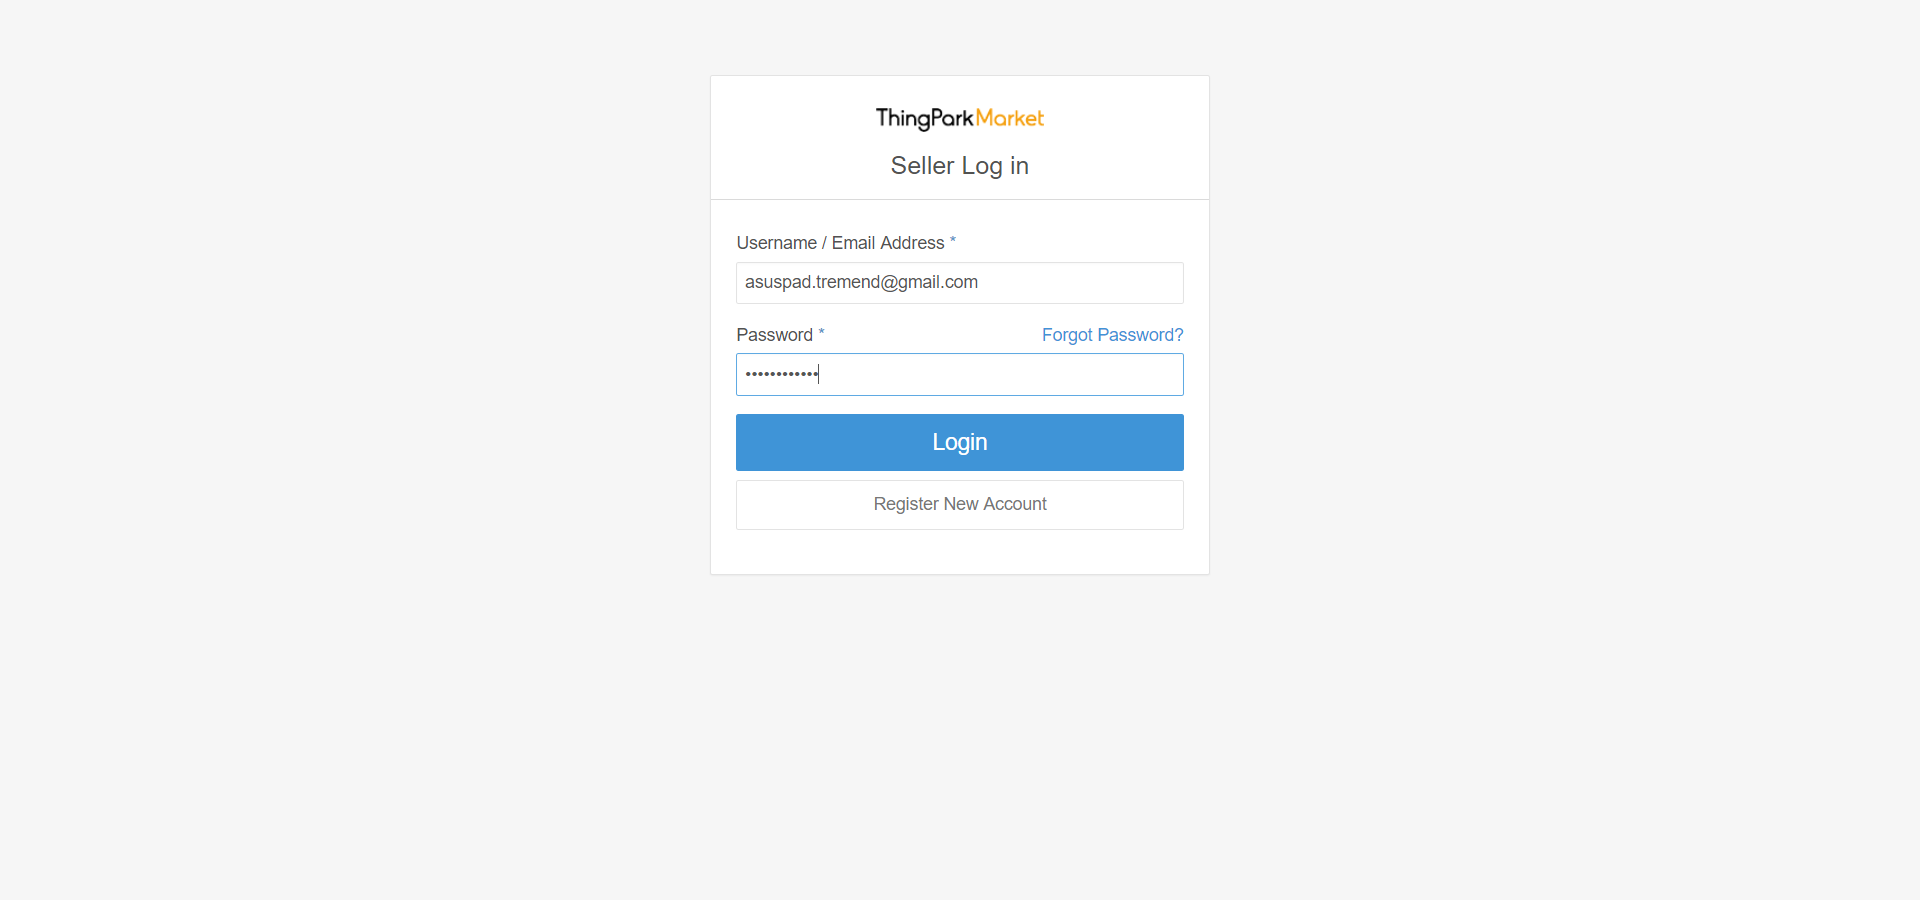 ThingPark Market
Seller Log in
Username / Email Address *
asuspad.tremend@gmail.com
Password *
Forgot Password?
••••••••••••
Login
Register New Account